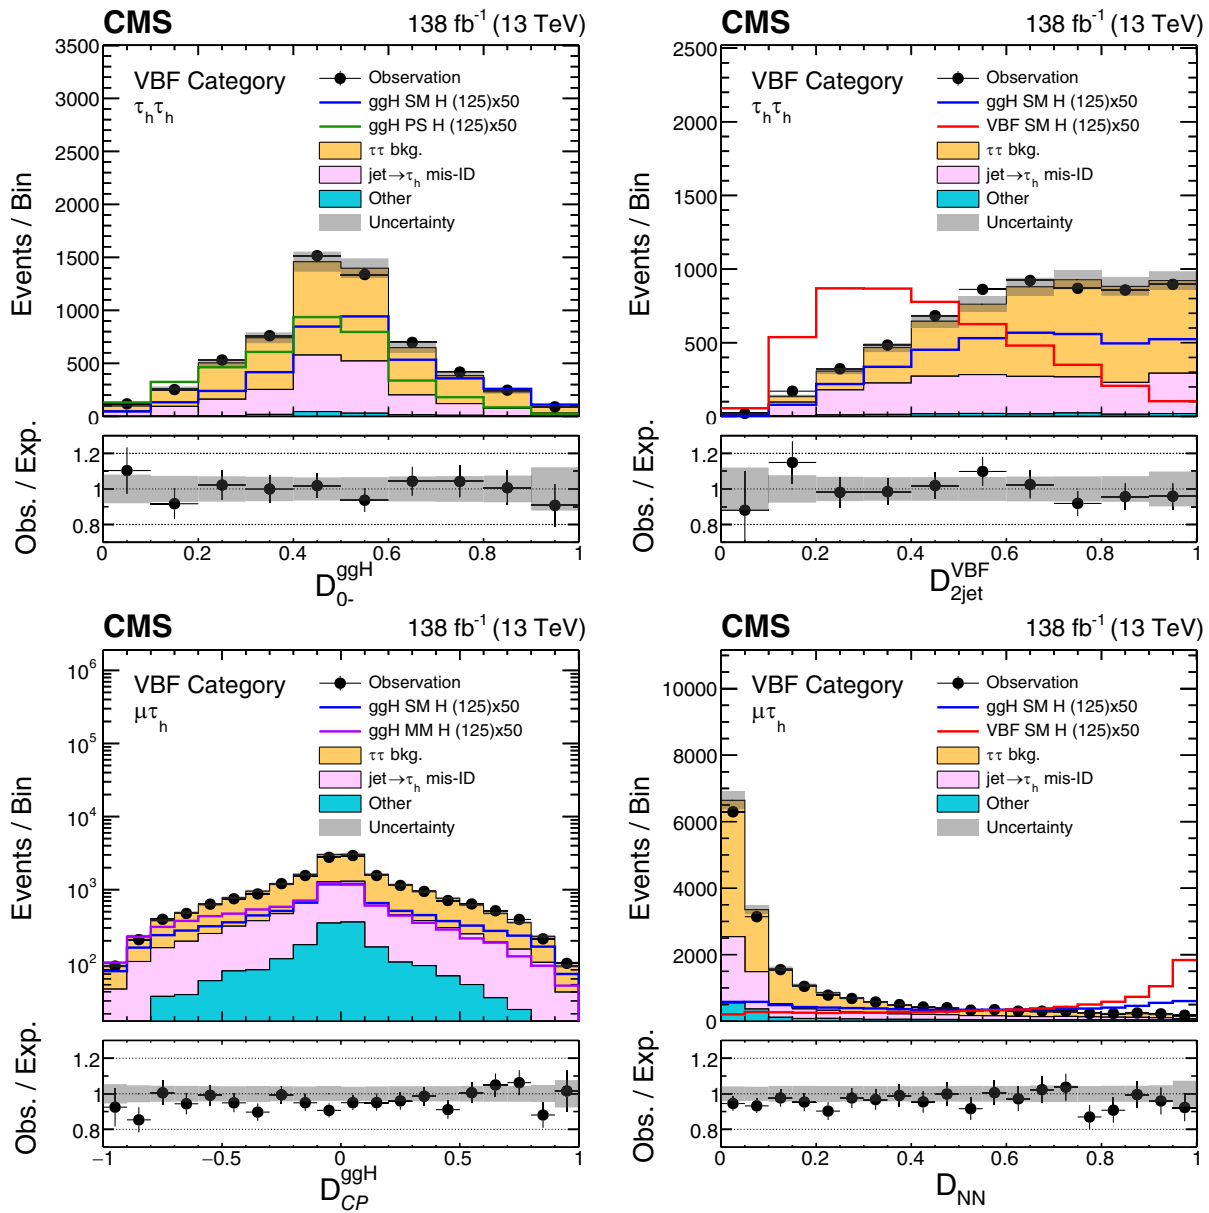 CMS 138 fb⁻¹ (13 TeV)
VBF Category
τhτh
Observation
ggH SM H (125)x50
ggH PS H (125)x50
ττ bkg.
jet→τh mis-ID
Other
Uncertainty
Events / Bin
3500
3000
2500
2000
1500
1000
500
0
Obs. / Exp.
1.2
1
0.8
0 0.2 0.4 0.6 0.8 1
D0-ggH
CMS 138 fb⁻¹ (13 TeV)
VBF Category
τhτh
Observation
ggH SM H (125)x50
VBF SM H (125)x50
ττ bkg.
jet→τh mis-ID
Other
Uncertainty
Events / Bin
2500
2000
1500
1000
500
0
Obs. / Exp.
1.2
1
0.8
0 0.2 0.4 0.6 0.8 1
D2jetVBF
CMS 138 fb⁻¹ (13 TeV)
VBF Category
μτh
Observation
ggH SM H (125)x50
ggH MM H (125)x50
ττ bkg.
jet→τh mis-ID
Other
Uncertainty
Events / Bin
10⁶
10⁵
10⁴
10³
10²
Obs. / Exp.
1.2
1
0.8
−1 −0.5 0 0.5 1
DCPggH
CMS 138 fb⁻¹ (13 TeV)
VBF Category
μτh
Observation
ggH SM H (125)x50
VBF SM H (125)x50
ττ bkg.
jet→τh mis-ID
Other
Uncertainty
Events / Bin
10000
8000
6000
4000
2000
0
Obs. / Exp.
1.2
1
0.8
0 0.2 0.4 0.6 0.8 1
DNN